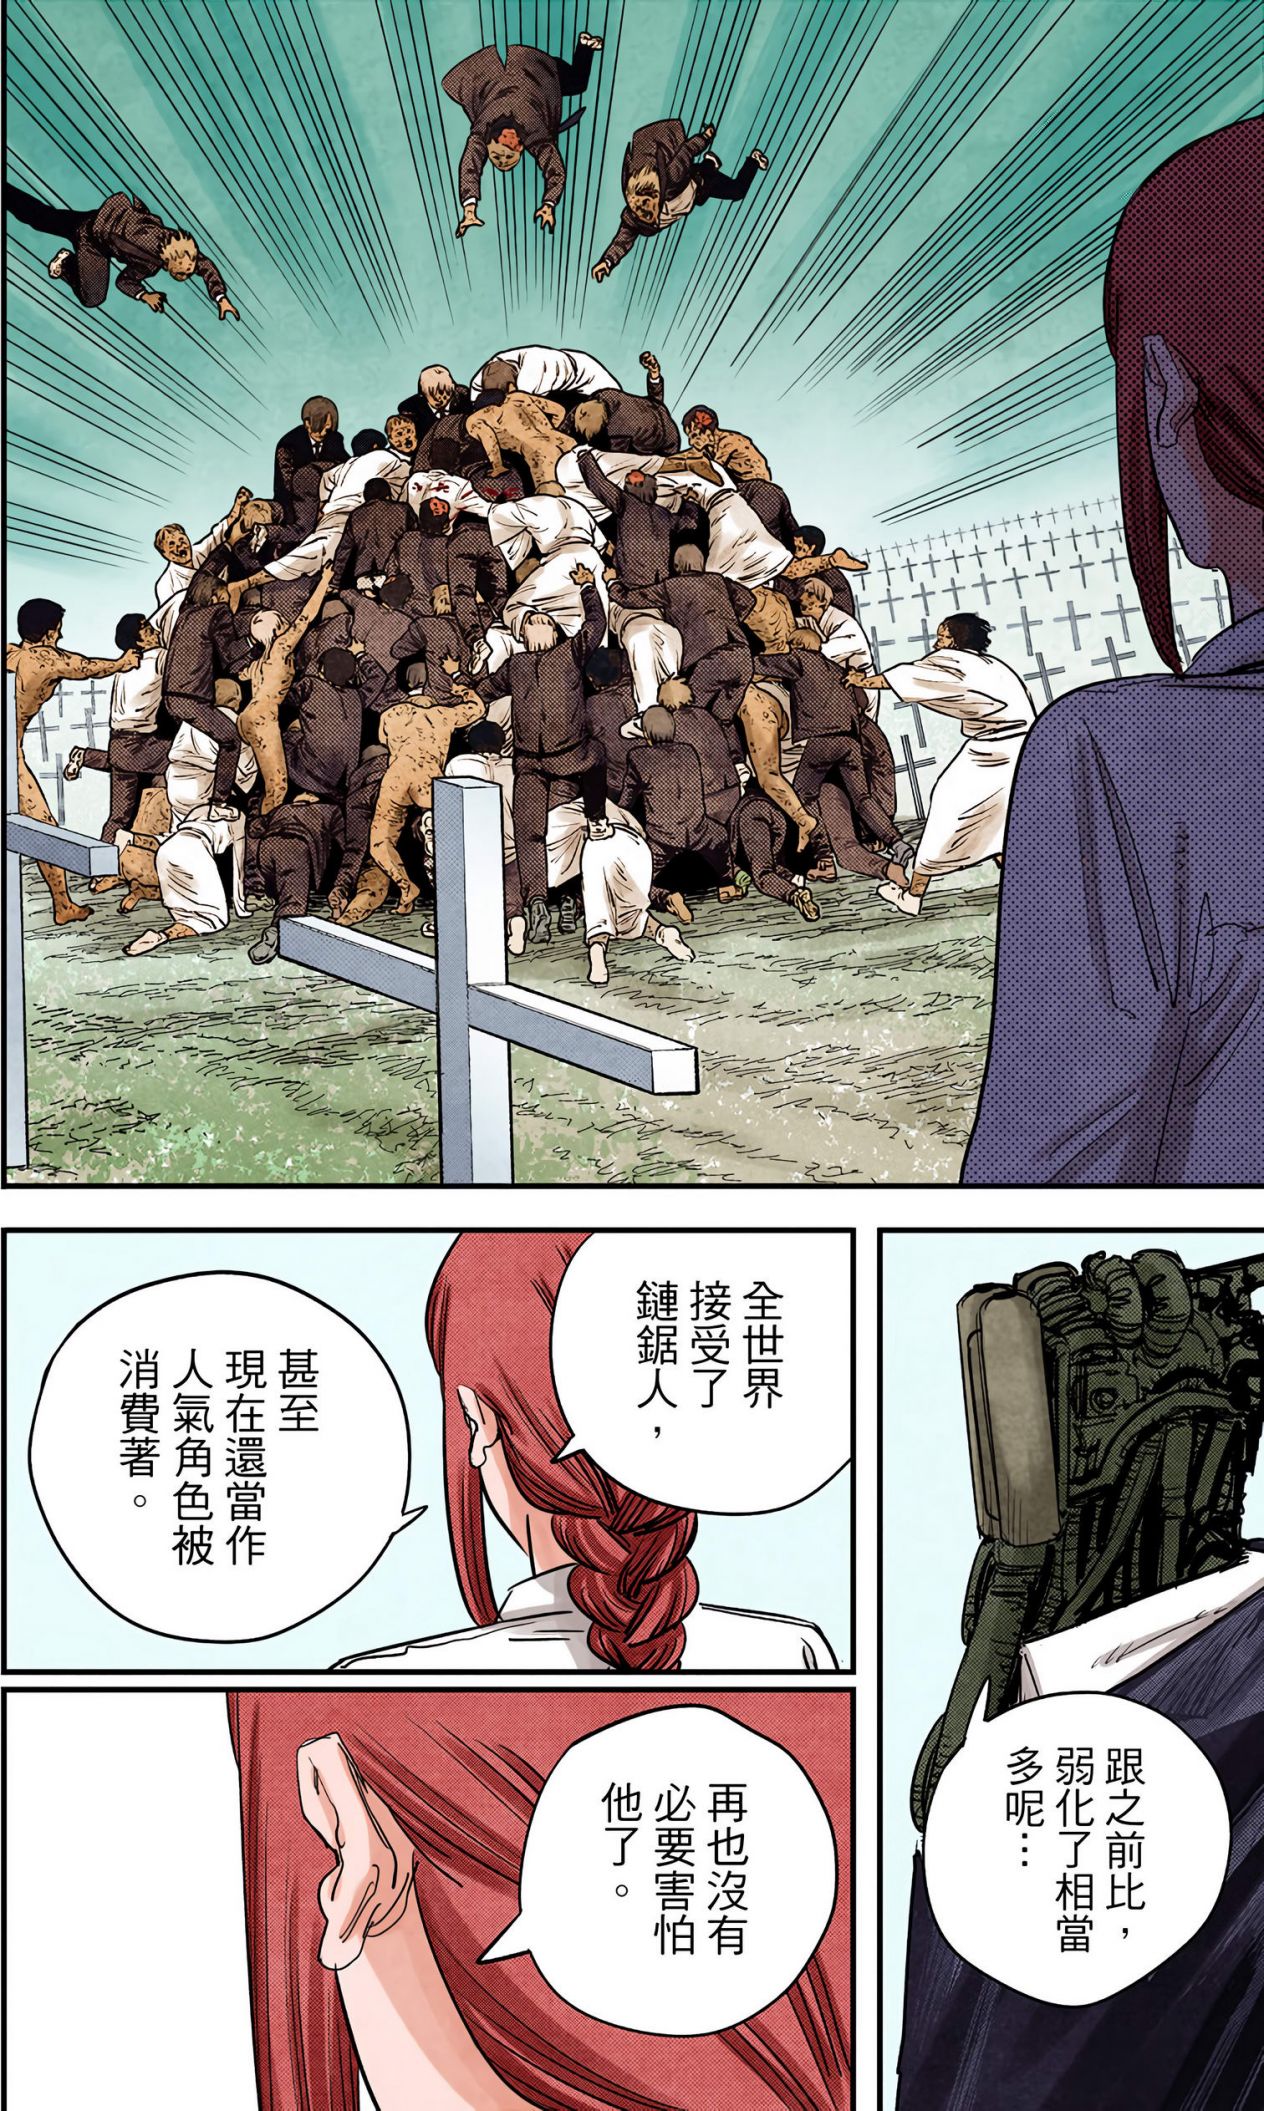 跟之前比，
弱化了相當
多呢…
全世界
接受了
鏈鋸人，
甚至
現在還當作
人氣角色被
消費著。
再也沒有
必要害怕
他了。